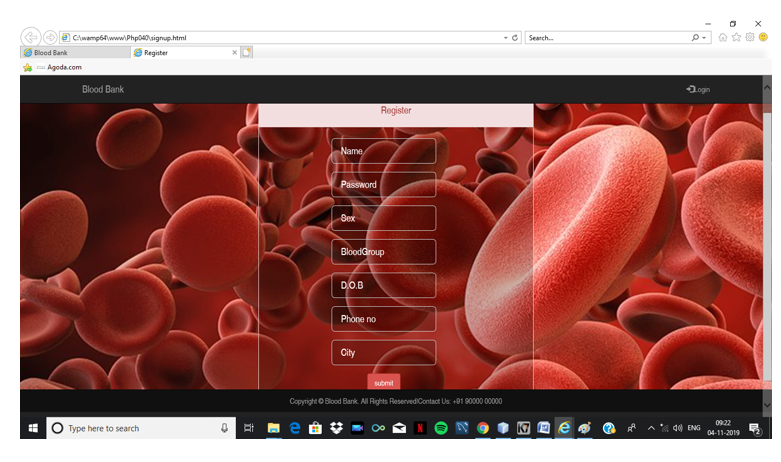 C:\wamp64\www\Php040\signup.html
Search...
Blood Bank
Register
Agoda.com
Blood Bank
Login
Register
Name
Password
Sex
BloodGroup
D.O.B
Phone no
City
submit
Copyright © Blood Bank. All Rights Reserved!Contact Us: +91 90000 00000
Type here to search
ENG
09:22
04-11-2019